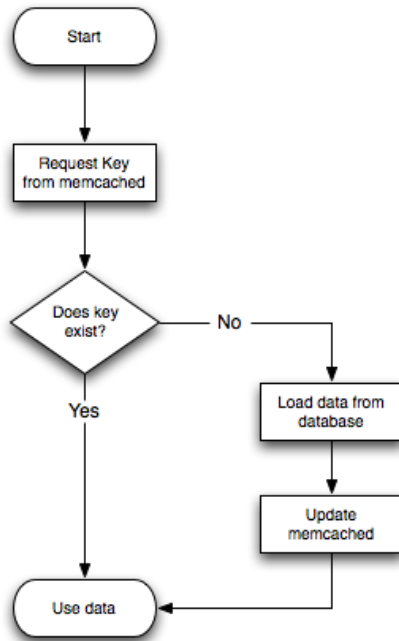 Start
Request Key
from memcached
Does key
exist?
No
Yes
Load data from
database
Update
memcached
Use data